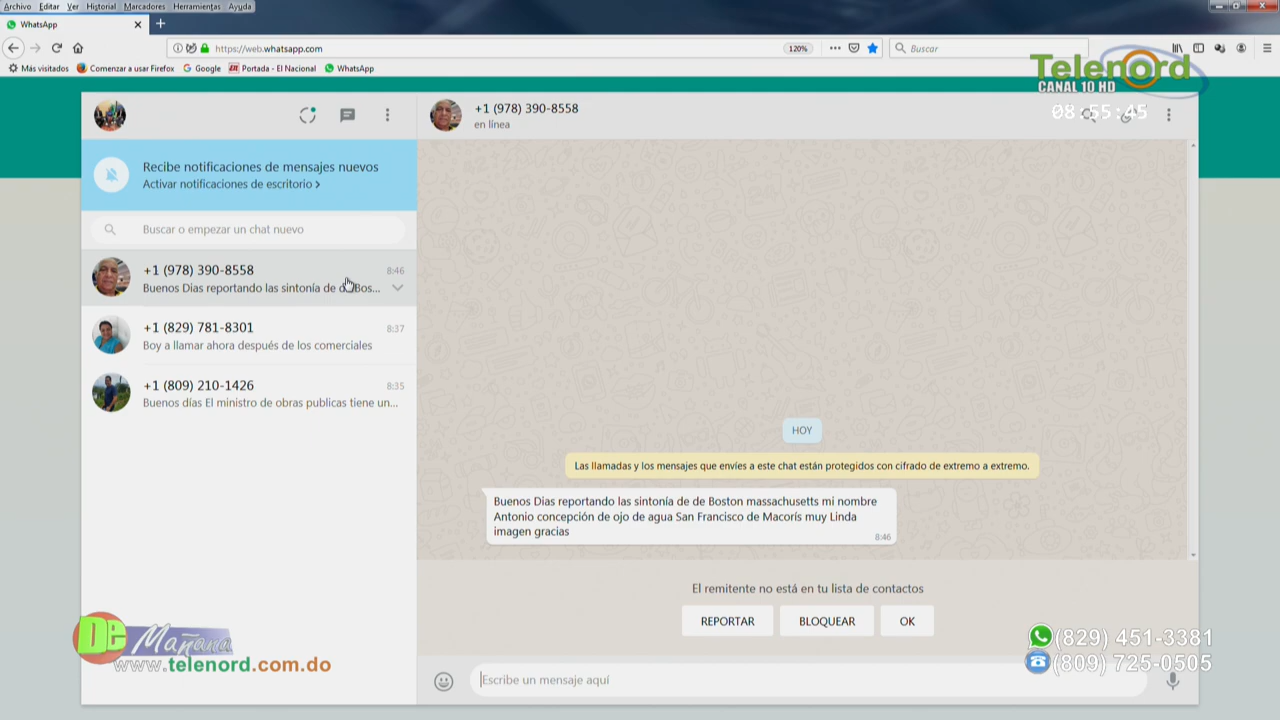 Archivo Editar Ver Historial Marcadores Herramientas Ayuda
WhatsApp
https://web.whatsapp.com
120%
Buscar
Más visitados Comenzar a usar Firefox Google Portada - El Nacional WhatsApp
Telenord
CANAL 10 HD
08:55:45
+1 (978) 390-8558
en línea
Recibe notificaciones de mensajes nuevos
Activar notificaciones de escritorio >
Buscar o empezar un chat nuevo
+1 (978) 390-8558 8:46
Buenos Dias reportando las sintonía de de Bos...
+1 (829) 781-8301 8:37
Boy a llamar ahora después de los comerciales
+1 (809) 210-1426 8:35
Buenos días El ministro de obras publicas tiene un...
HOY
Las llamadas y los mensajes que envíes a este chat están protegidos con cifrado de extremo a extremo.
Buenos Dias reportando las sintonía de de Boston massachusetts mi nombre
Antonio concepción de ojo de agua San Francisco de Macorís muy Linda
imagen gracias
8:46
El remitente no está en tu lista de contactos
REPORTAR BLOQUEAR OK
Escribe un mensaje aquí
De Mañana
www.telenord.com.do
(829) 451-3381
(809) 725-0505